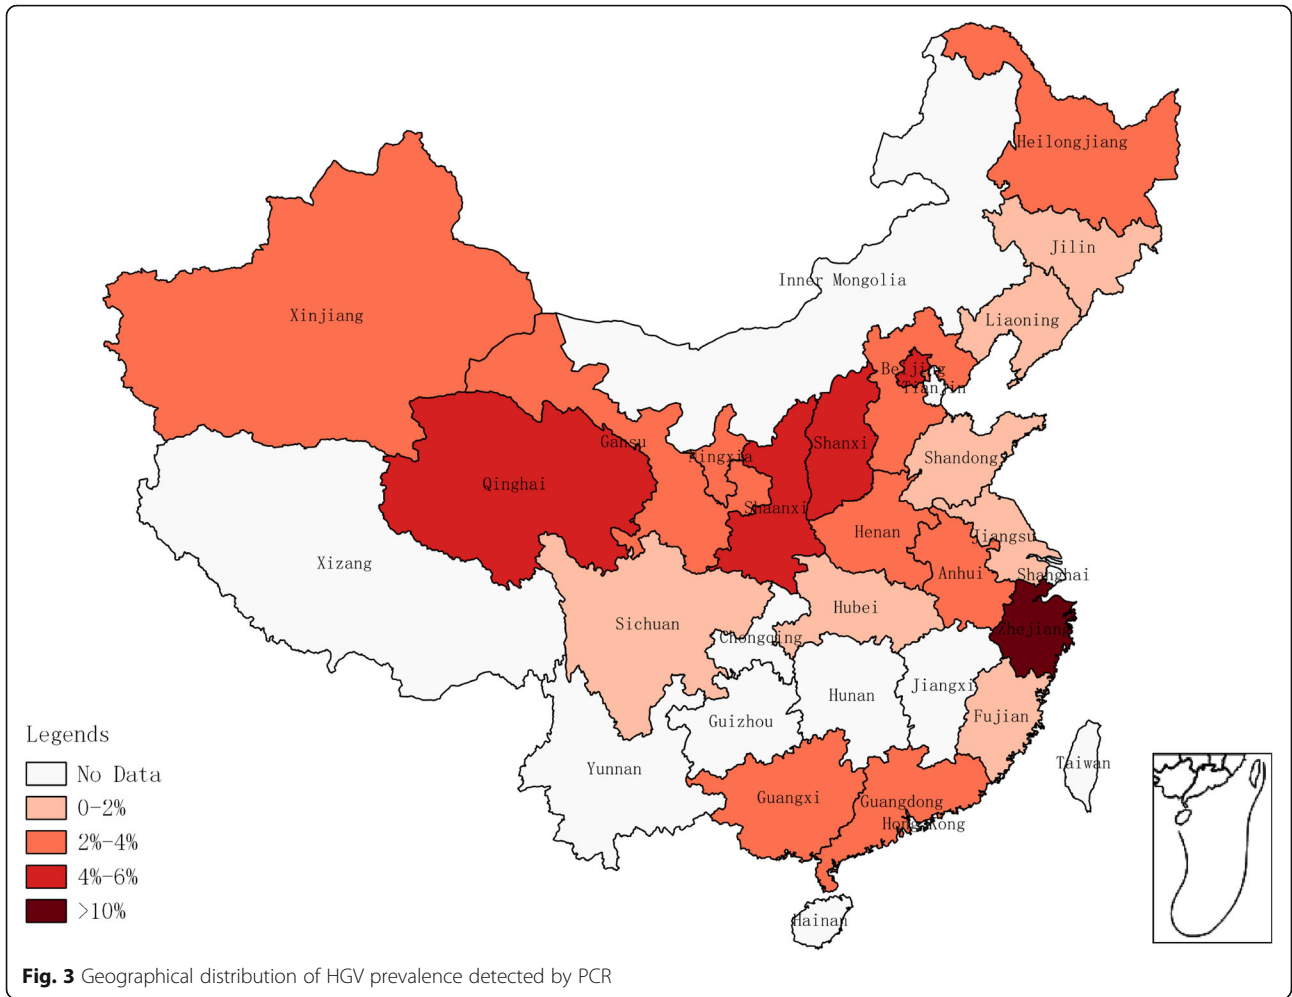 Heilongjiang
Jilin
Inner Mongolia
Xinjiang
Liaoning
Beijing
Tianjin
Gansu
Ningxia
Shanxi
Shandong
Qinghai
Shaanxi
Henan
Jiangsu
Xizang
Anhui
Shanghai
Hubei
Sichuan
Zhejiang
Chongqing
Jiangxi
Hunan
Guizhou
Fujian
Yunnan
Taiwan
Guangxi
Guangdong
Hong Kong
Hainan
Legends
No Data
0-2%
2%-4%
4%-6%
>10%
Fig. 3 Geographical distribution of HGV prevalence detected by PCR